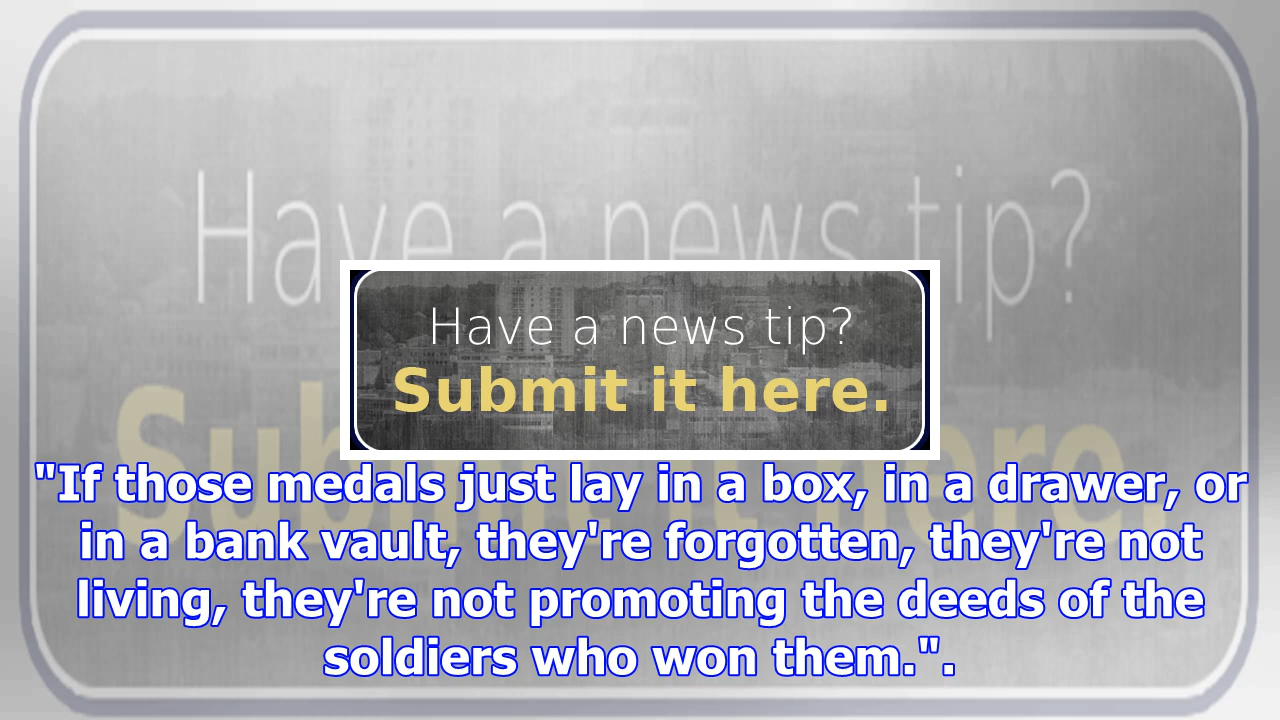 Have a news tip?
Have a news tip?
Submit it here.
Submit it here.
"If those medals just lay in a box, in a drawer, or
in a bank vault, they're forgotten, they're not
living, they're not promoting the deeds of the
soldiers who won them.".